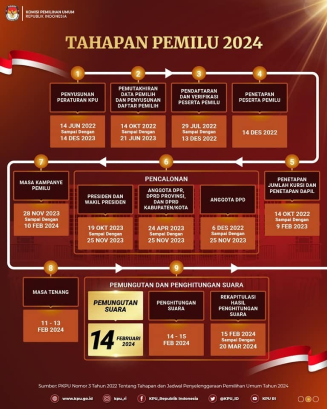 KOMISI PEMILIHAN UMUM
REPUBLIK INDONESIA
TAHAPAN PEMILU 2024
1
PENYUSUNAN
PERATURAN KPU
14 JUN 2022
Sampai Dengan
14 DES 2023
2
PEMUTAKHIRAN
DATA PEMILIH
DAN PENYUSUNAN
DAFTAR PEMILIH
14 OKT 2022
Sampai Dengan
21 JUN 2023
3
PENDAFTARAN
DAN VERIFIKASI
PESERTA PEMILU
29 JUL 2022
Sampai Dengan
13 DES 2022
4
PENETAPAN
PESERTA PEMILU
14 DES 2022
5
PENETAPAN
JUMLAH KURSI DAN
PENETAPAN DAPIL
14 OKT 2022
Sampai Dengan
9 FEB 2023
6
PENCALONAN
PRESIDEN DAN
WAKIL PRESIDEN
19 OKT 2023
Sampai Dengan
25 NOV 2023
ANGGOTA DPR,
DPRD PROVINSI,
DAN DPRD
KABUPATEN/KOTA
24 APR 2023
Sampai Dengan
25 NOV 2023
ANGGOTA DPD
6 DES 2022
Sampai Dengan
25 NOV 2023
7
MASA KAMPANYE
PEMILU
28 NOV 2023
Sampai Dengan
10 FEB 2024
8
MASA TENANG
11 - 13
FEB 2024
9
PEMUNGUTAN DAN PENGHITUNGAN SUARA
PEMUNGUTAN
SUARA
14 FEBRUARI
2024
PENGHITUNGAN
SUARA
14 - 15
FEB 2024
REKAPITULASI
HASIL
PENGHITUNGAN
SUARA
15 FEB 2024
Sampai Dengan
20 MAR 2024
Sumber: PKPU Nomor 3 Tahun 2022 Tentang Tahapan dan Jadwal Penyelenggaraan Pemilihan Umum Tahun 2024
www.kpu.go.id
kpu_ri
KPU_Republik Indonesia
@KPU_ID
KPU RI